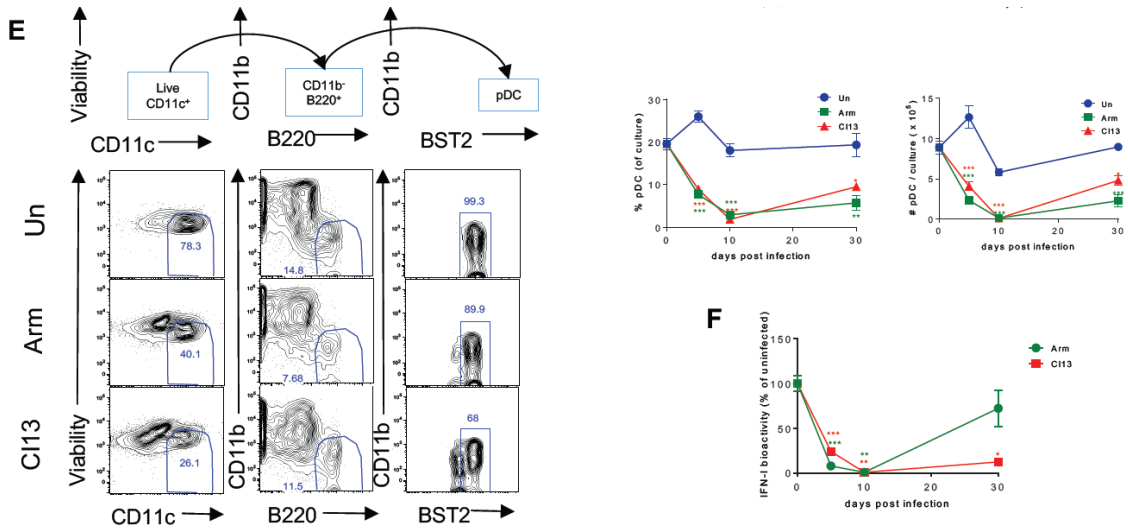 E
Viability
Live
CD11c⁺
CD11c
CD11b
CD11b⁻
B220⁺
B220
CD11b
pDC
BST2
Un
78.3
14.8
99.3
Arm
40.1
7.68
89.9
Cl13
26.1
11.5
68
Viability
CD11b
CD11b
CD11c
B220
BST2
Un
Arm
Cl13
% pDC (of culture)
30
20
10
0
***
***
***
***
*
**
0
10
20
30
days post infection
Un
Arm
Cl13
# pDC / culture (x 10⁵)
15
10
5
0
***
***
***
***
*
***
0
10
20
30
days post infection
F
Arm
Cl13
IFN-I bioactivity (% of uninfected)
150
100
50
0
***
***
**
**
*
0
10
20
30
days post infection